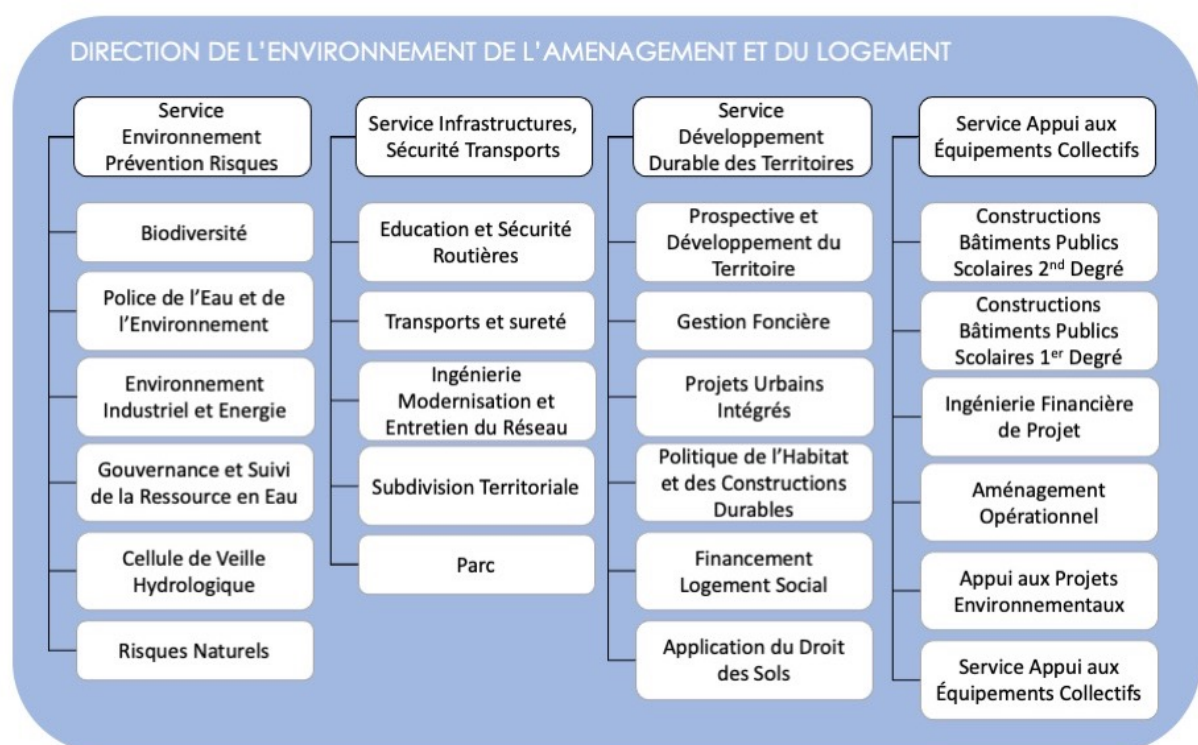 DIRECTION DE L'ENVIRONNEMENT DE L'AMENAGEMENT ET DU LOGEMENT
Service
Environnement
Prévention Risques
Biodiversité
Police de l'Eau et de
l'Environnement
Environnement
Industriel et Energie
Gouvernance et Suivi
de la Ressource en Eau
Cellule de Veille
Hydrologique
Risques Naturels
Service Infrastructures,
Sécurité Transports
Education et Sécurité
Routières
Transports et sureté
Ingénierie
Modernisation et
Entretien du Réseau
Subdivision Territoriale
Parc
Service
Développement
Durable des Territoires
Prospective et
Développement du
Territoire
Gestion Foncière
Projets Urbains
Intégrés
Politique de l'Habitat
et des Constructions
Durables
Financement
Logement Social
Application du Droit
des Sols
Service Appui aux
Équipements Collectifs
Constructions
Bâtiments Publics
Scolaires 2nd Degré
Constructions
Bâtiments Publics
Scolaires 1er Degré
Ingénierie Financière
de Projet
Aménagement
Opérationnel
Appui aux Projets
Environnementaux
Service Appui aux
Équipements Collectifs